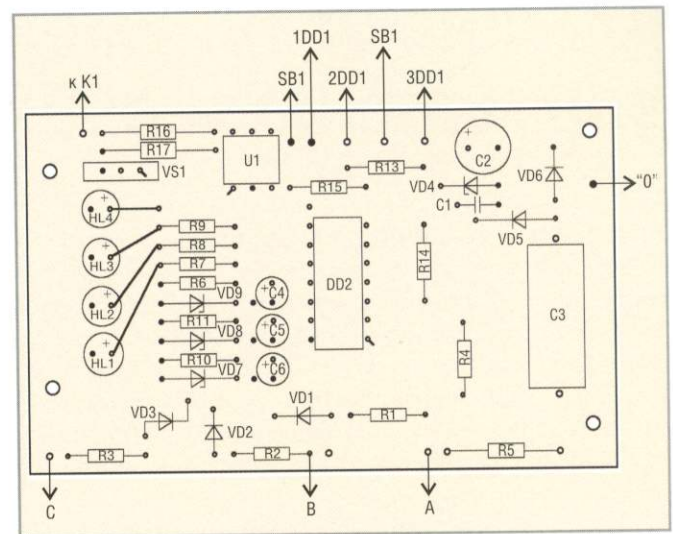 1DD1 SB1
к K1 SB1 2DD1 3DD1
R16
R17 U1 C2
VS1 R13 VD6
R15 VD4 "0"
HL4 C1
R9 VD5
HL3 R8 R14
R7 DD2
R6 C4 C3
HL2 VD9
R11 C5
VD8
HL1 R10 C6 R4
VD7
VD3 VD1 R1
VD2
R3 R2 R5
C B A